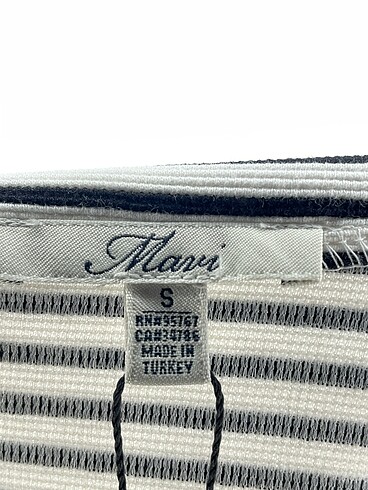 Mavi
S
RN#95767
CA#34786
MADE IN
TURKEY